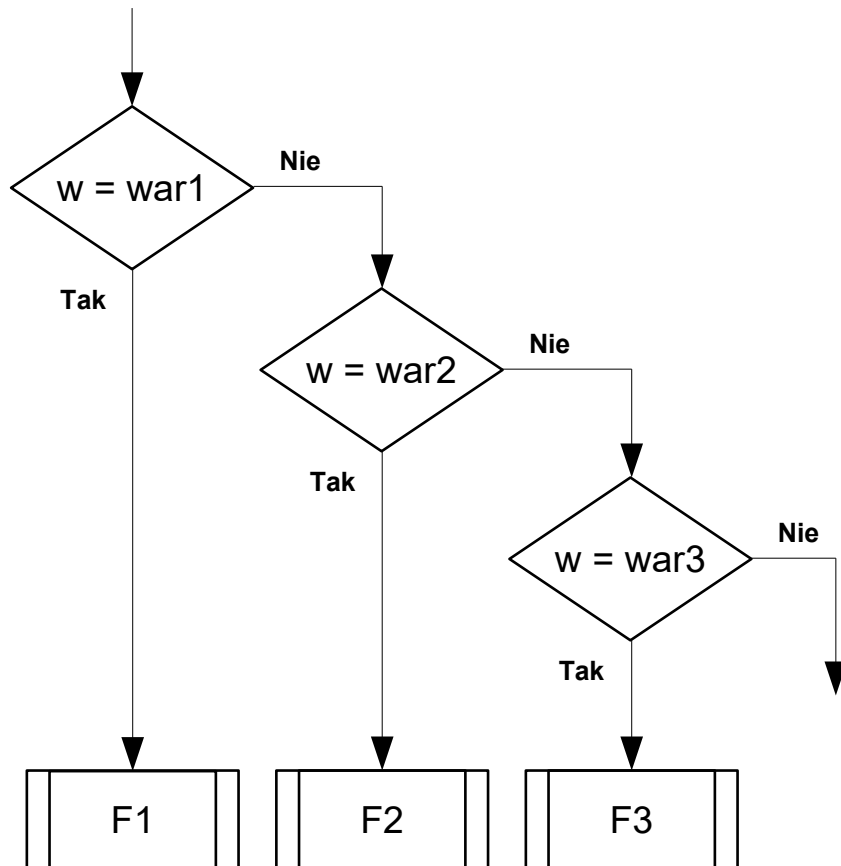 w = war1
Nie
Tak
w = war2
Nie
Tak
w = war3
Nie
Tak
F1
F2
F3